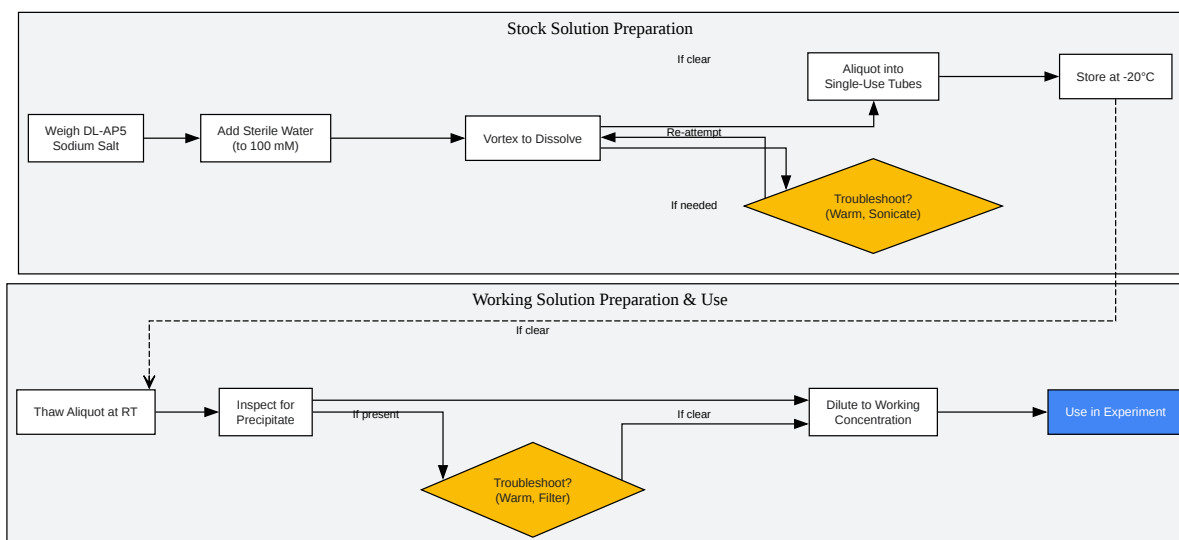 Stock Solution Preparation
If clear
Aliquot into
Single-Use Tubes
Store at -20°C
Weigh DL-AP5
Sodium Salt
Add Sterile Water
(to 100 mM)
Vortex to Dissolve
Re-attempt
If needed
Troubleshoot?
(Warm, Sonicate)
Working Solution Preparation & Use
If clear
Thaw Aliquot at RT
Inspect for
Precipitate
If present
If clear
Dilute to Working
Concentration
Use in Experiment
Troubleshoot?
(Warm, Filter)